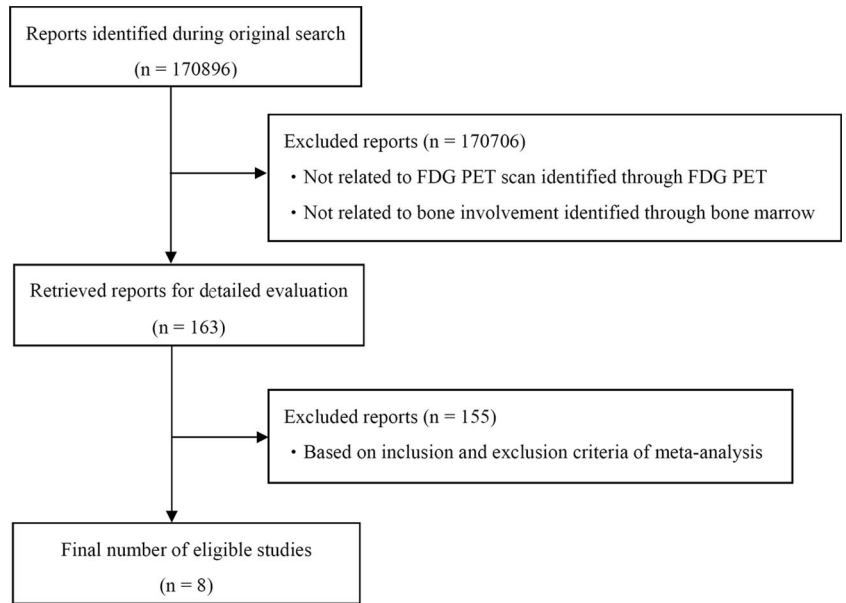 Reports identified during original search
(n = 170896)
Excluded reports (n = 170706)
・Not related to FDG PET scan identified through FDG PET
・Not related to bone involvement identified through bone marrow
Retrieved reports for detailed evaluation
(n = 163)
Excluded reports (n = 155)
・Based on inclusion and exclusion criteria of meta-analysis
Final number of eligible studies
(n = 8)